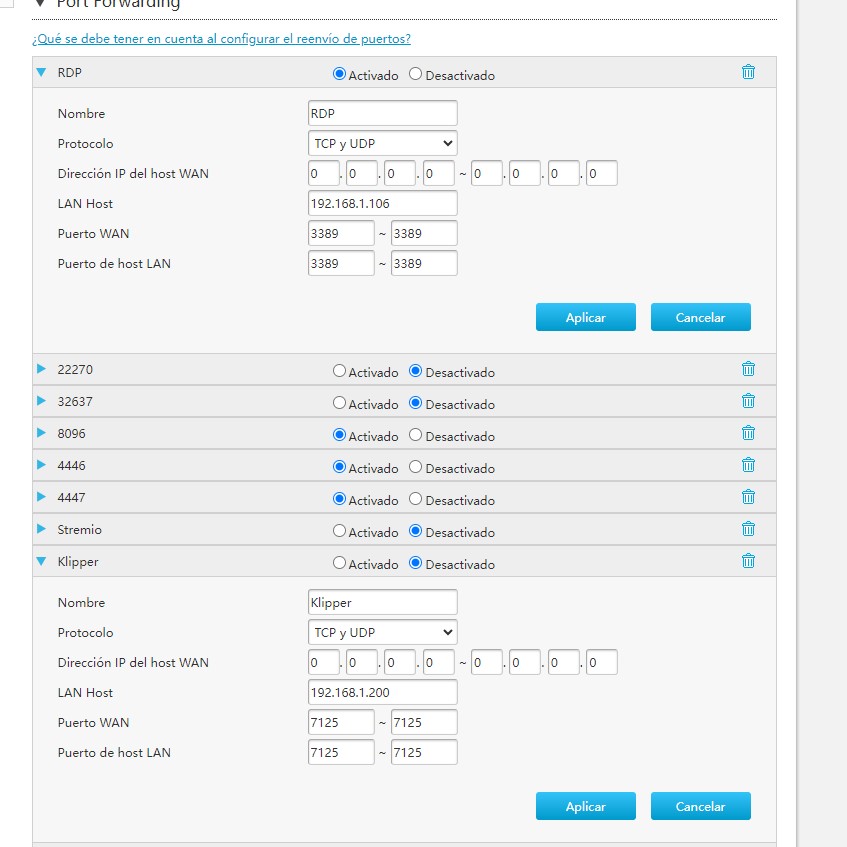 Port Forwarding
¿Qué se debe tener en cuenta al configurar el reenvío de puertos?
RDP Activado Desactivado
Nombre RDP
Protocolo TCP y UDP
Dirección IP del host WAN 0 . 0 . 0 . 0 ~ 0 . 0 . 0 . 0
LAN Host 192.168.1.106
Puerto WAN 3389 ~ 3389
Puerto de host LAN 3389 ~ 3389
Aplicar Cancelar
22270 Activado Desactivado
32637 Activado Desactivado
8096 Activado Desactivado
4446 Activado Desactivado
4447 Activado Desactivado
Stremio Activado Desactivado
Klipper Activado Desactivado
Nombre Klipper
Protocolo TCP y UDP
Dirección IP del host WAN 0 . 0 . 0 . 0 ~ 0 . 0 . 0 . 0
LAN Host 192.168.1.200
Puerto WAN 7125 ~ 7125
Puerto de host LAN 7125 ~ 7125
Aplicar Cancelar